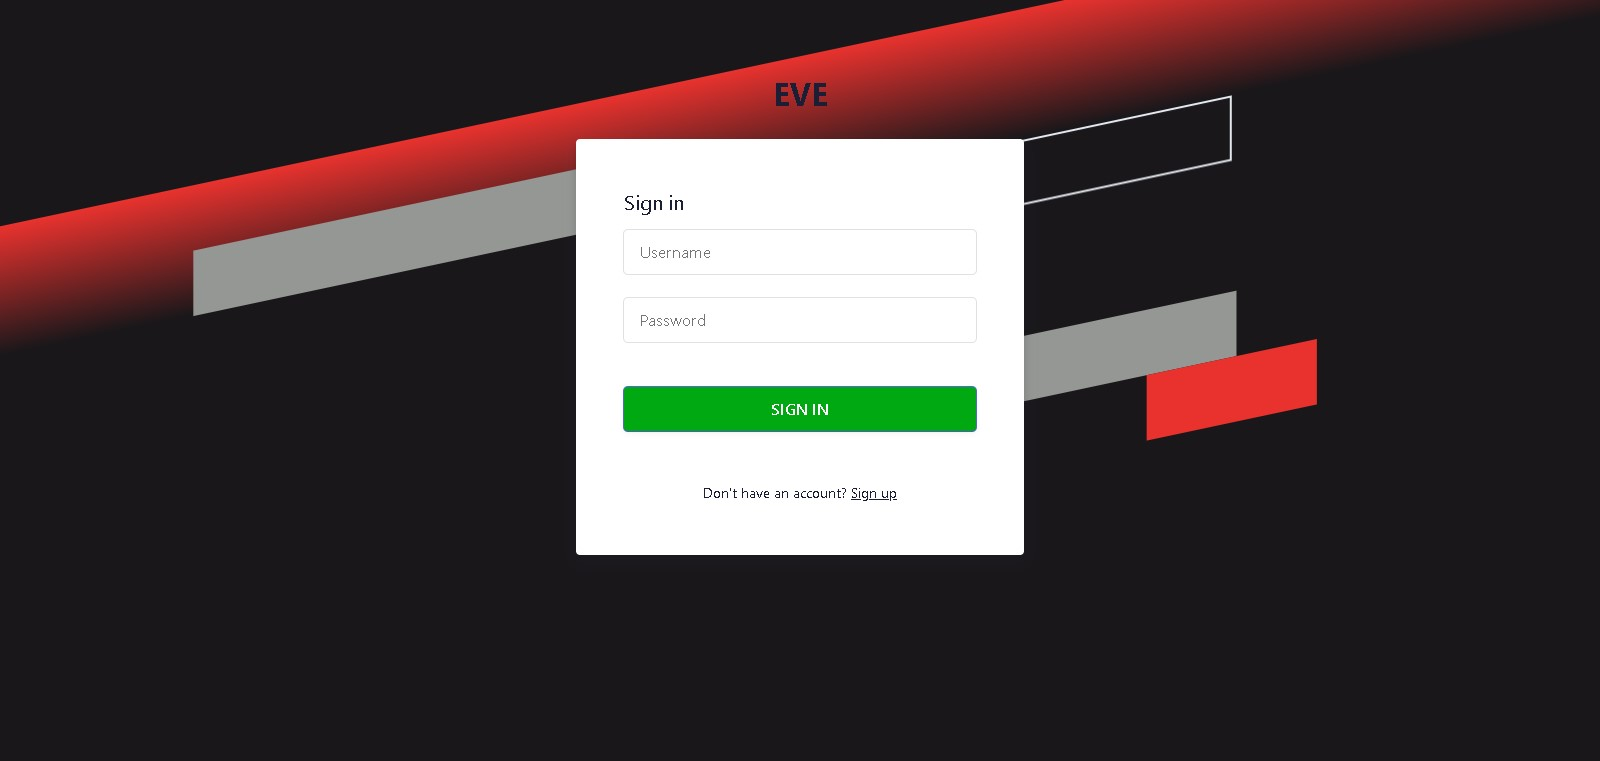 EVE
Sign in
Username
Password
SIGN IN
Don't have an account? Sign up